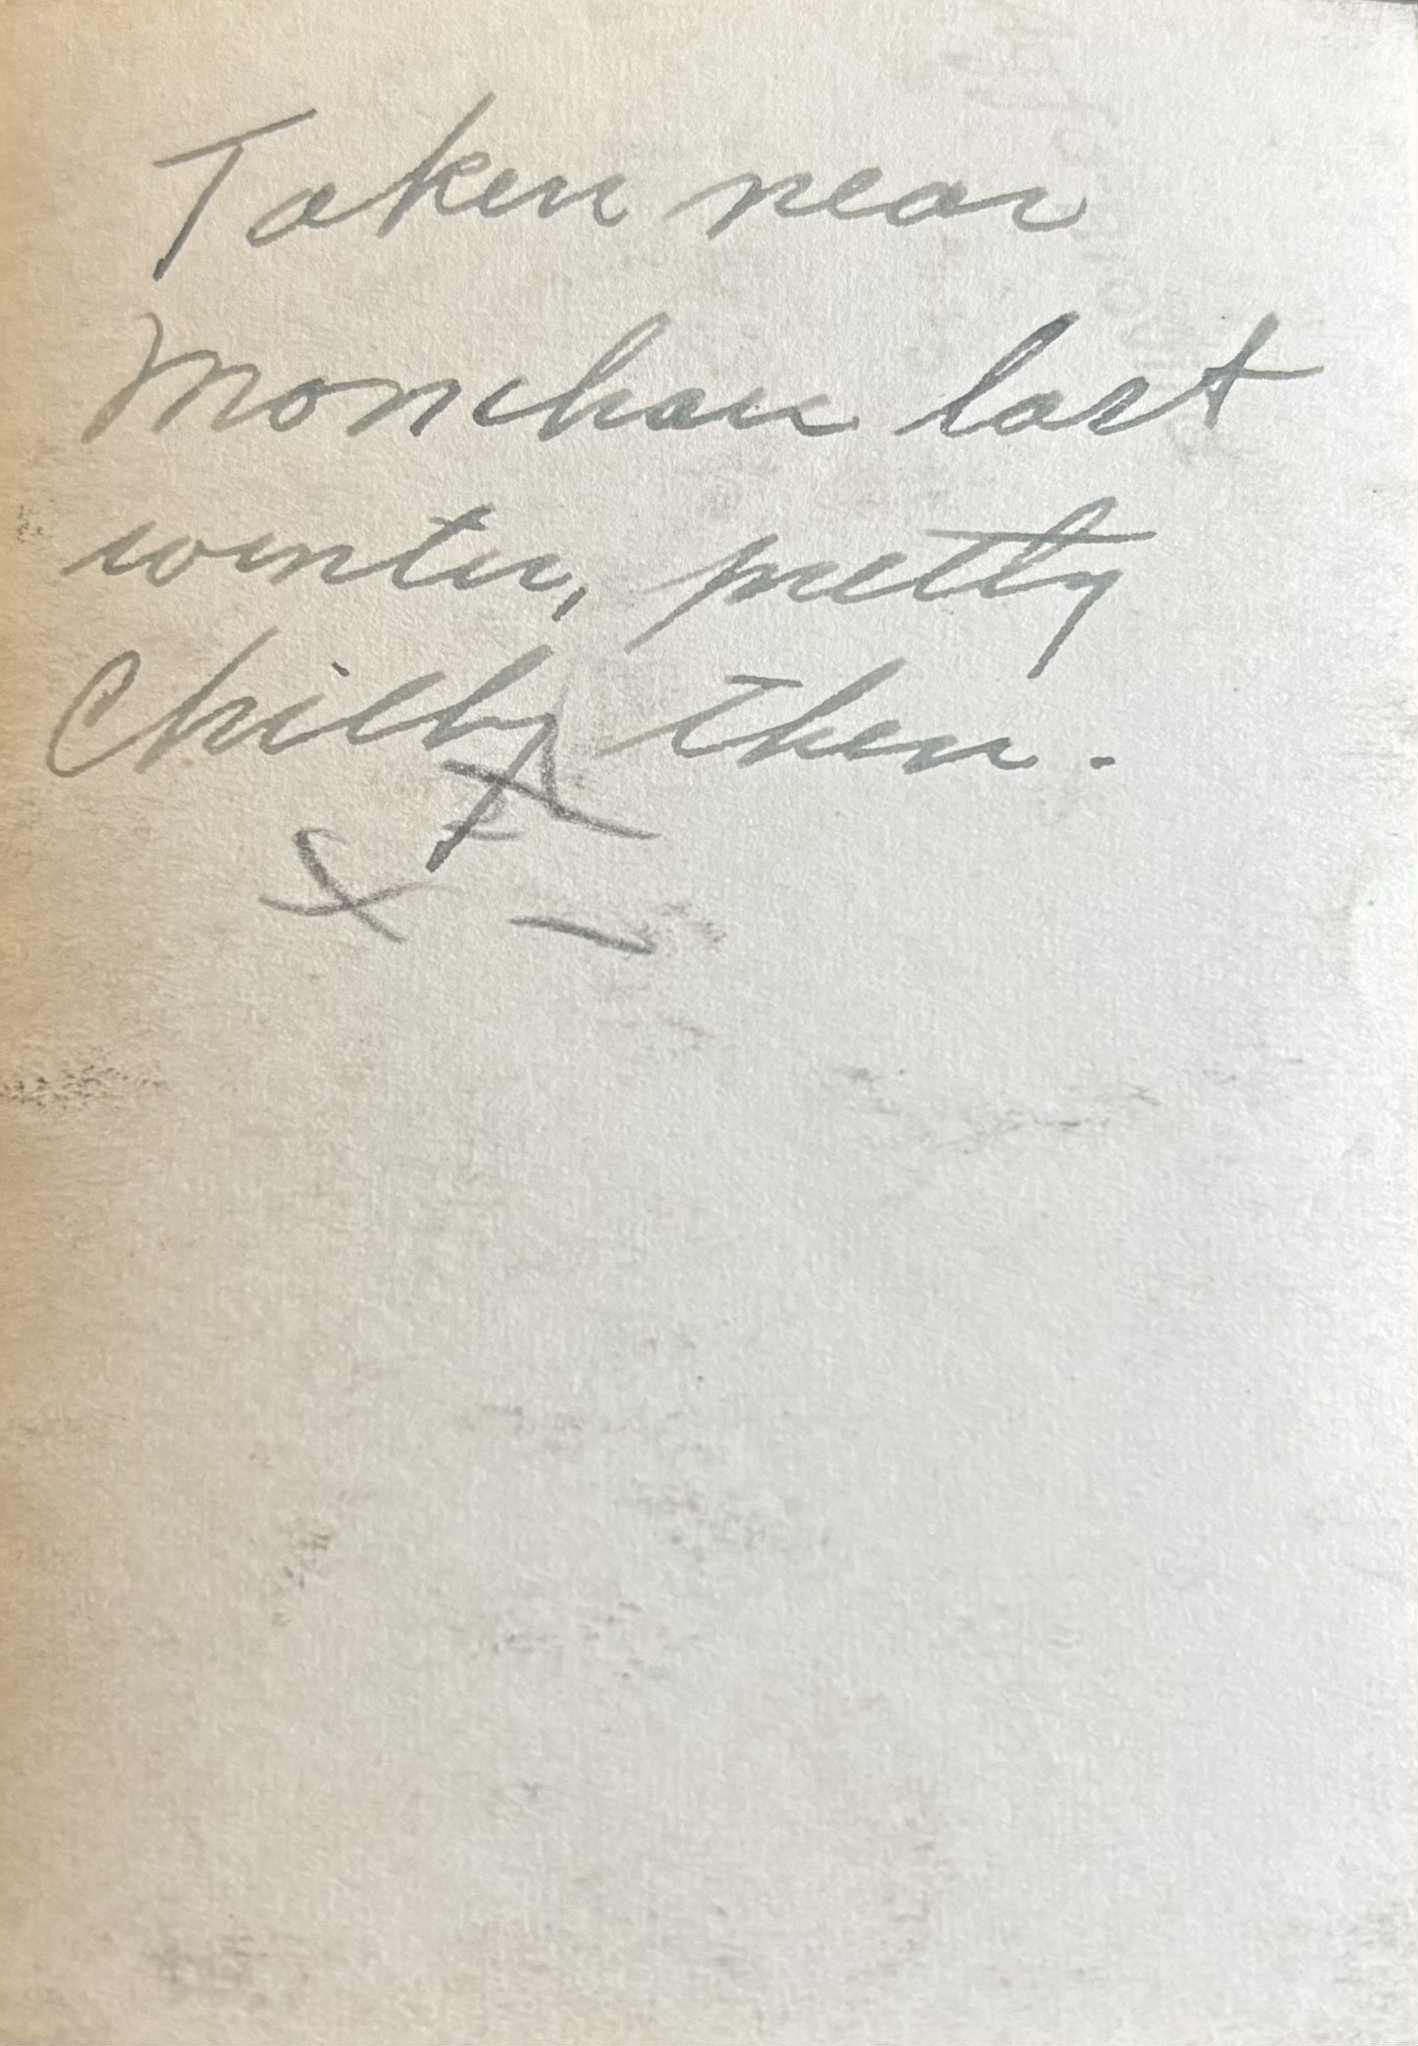 Taken near
Monchau last
winter, pretty
Chilly then.
X
X -